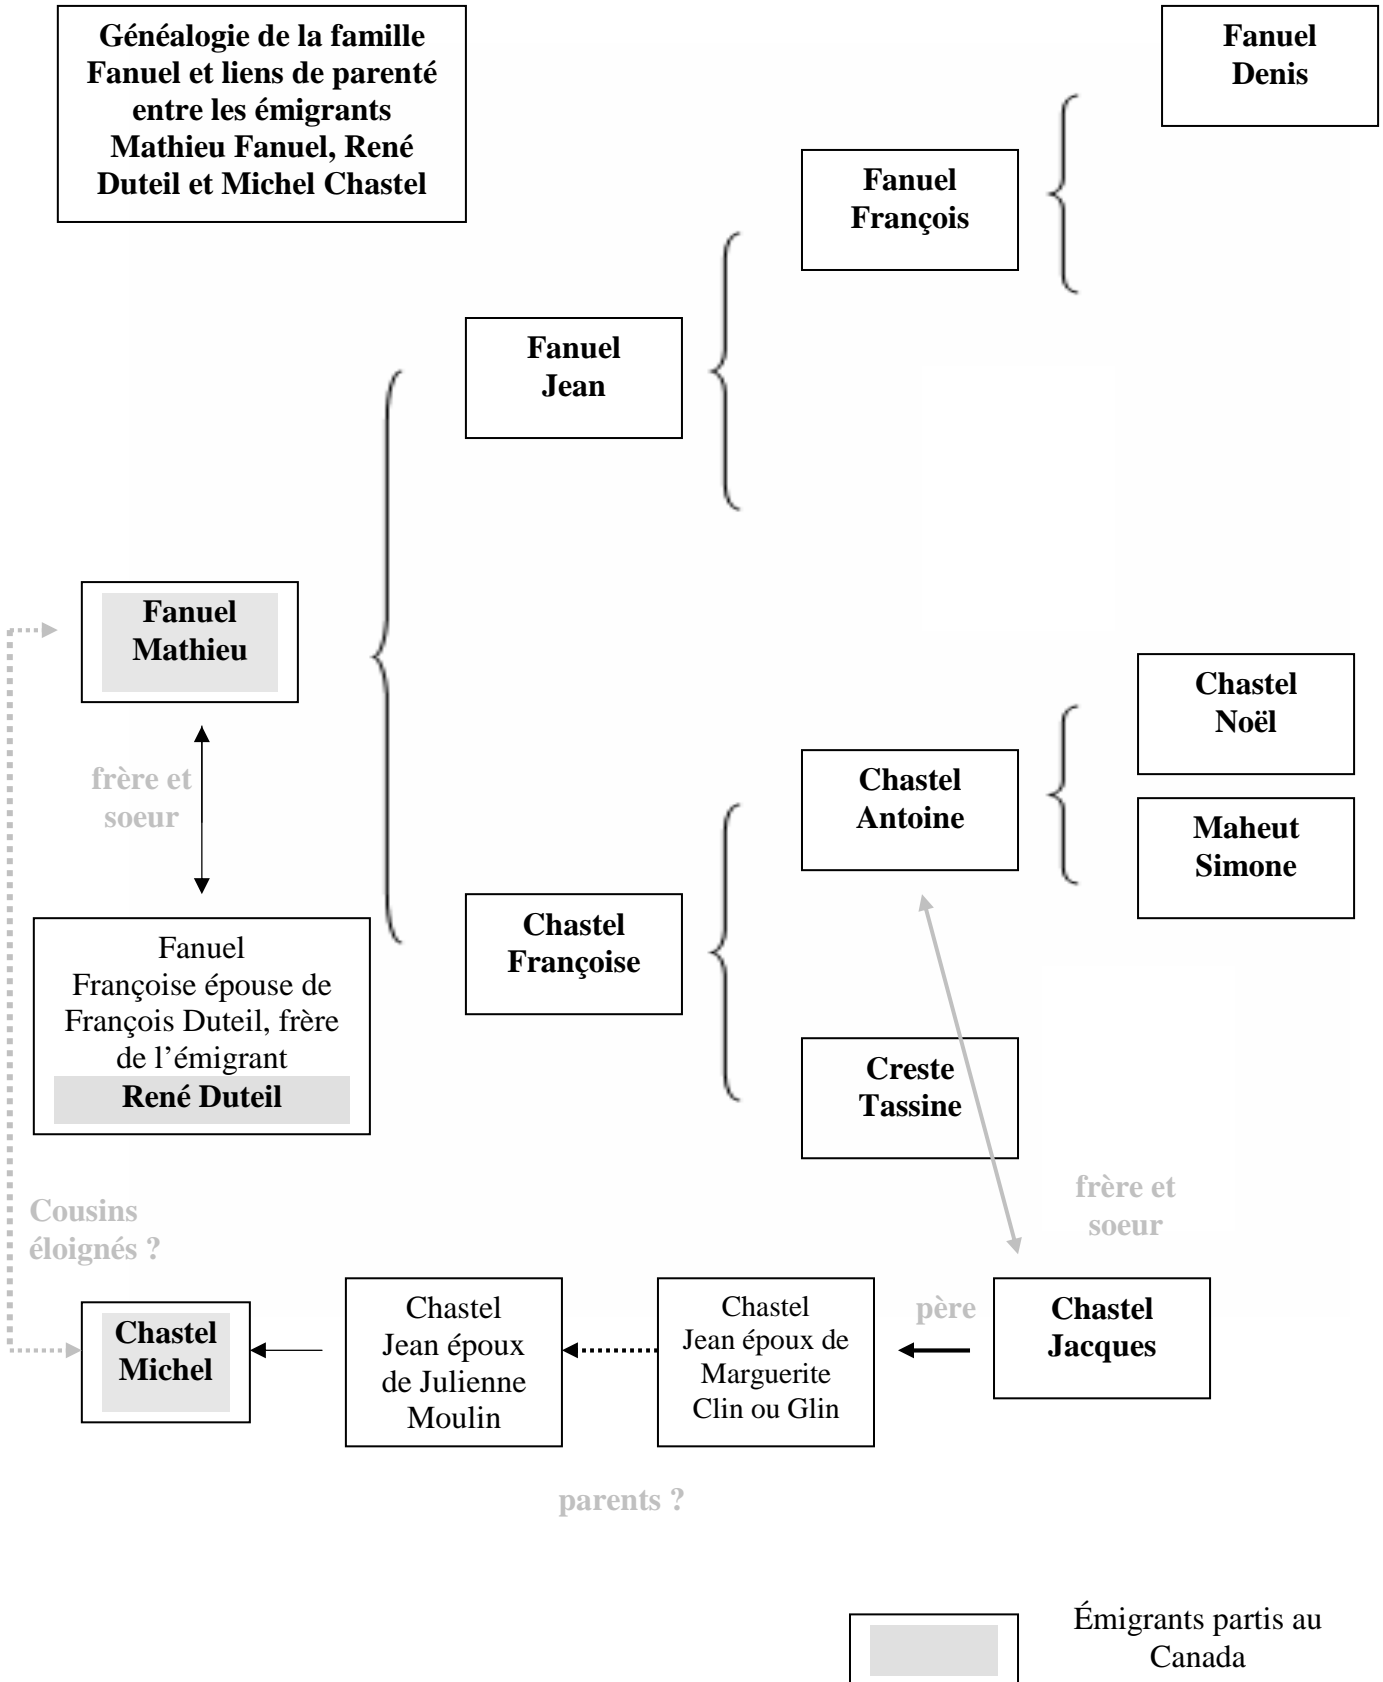 Généalogie de la famille
Fanuel et liens de parenté
entre les émigrants
Mathieu Fanuel, René
Duteil et Michel Chastel
Fanuel
Denis
Fanuel
François
Fanuel
Jean
Fanuel
Mathieu
Chastel
Noël
frère et
soeur
Chastel
Antoine
Maheut
Simone
Chastel
Françoise
Fanuel
Françoise épouse de
François Duteil, frère
de l’émigrant
René Duteil
Creste
Tassine
frère et
soeur
Cousins
éloignés ?
Chastel
Michel
Chastel
Jean époux
de Julienne
Moulin
Chastel
Jean époux de
Marguerite
Clin ou Glin
père
Chastel
Jacques
parents ?
Émigrants partis au
Canada